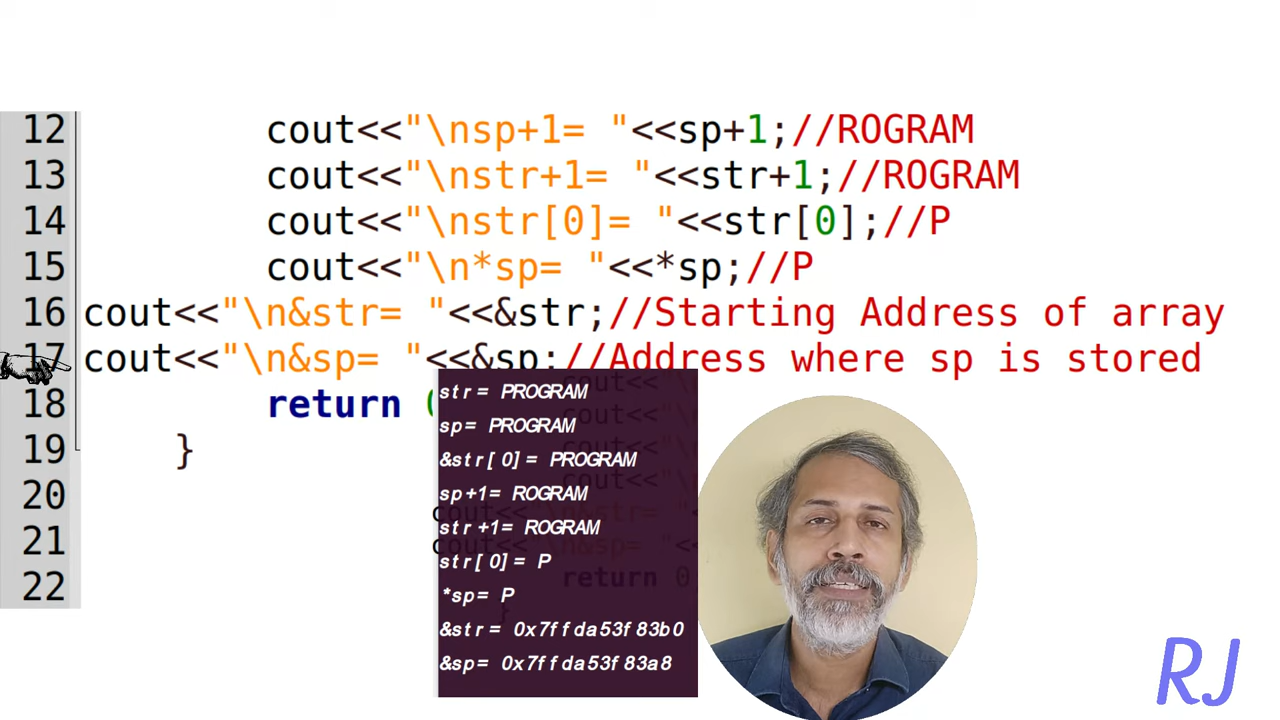 12 cout<<"\nsp+1= "<<sp+1;//ROGRAM
13 cout<<"\nstr+1= "<<str+1;//ROGRAM
14 cout<<"\nstr[0]= "<<str[0];//P
15 cout<<"\n*sp= "<<*sp;//P
16 cout<<"\n&str= "<<&str;//Starting Address of array
17 cout<<"\n&sp= "<<&sp;//Address where sp is stored
18 return
19 }
20
21
22
str= PROGRAM
sp= PROGRAM
&str[0]= PROGRAM
sp+1= ROGRAM
str+1= ROGRAM
str[0]= P
*sp= P
&str= 0x7ffda53f83b0
&sp= 0x7ffda53f83a8
return 0
RJ